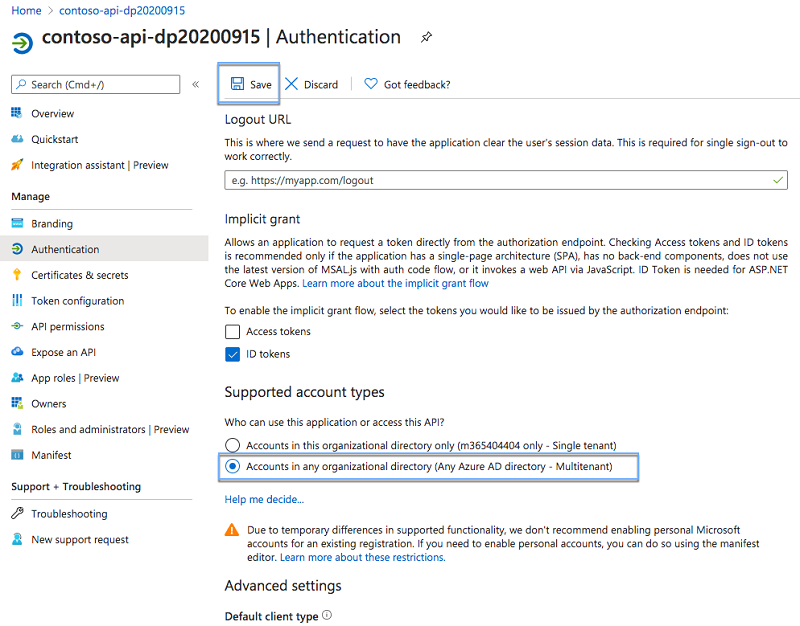 Home > contoso-api-dp20200915
contoso-api-dp20200915 | Authentication
Search (Cmd+/)
«
Save
Discard
Got feedback?
Overview
Quickstart
Integration assistant | Preview
Manage
Branding
Authentication
Certificates & secrets
Token configuration
API permissions
Expose an API
App roles | Preview
Owners
Roles and administrators | Preview
Manifest
Support + Troubleshooting
Troubleshooting
New support request
Logout URL
This is where we send a request to have the application clear the user's session data. This is required for single sign-out to
work correctly.
e.g. https://myapp.com/logout
Implicit grant
Allows an application to request a token directly from the authorization endpoint. Checking Access tokens and ID tokens
is recommended only if the application has a single-page architecture (SPA), has no back-end components, does not use
the latest version of MSAL.js with auth code flow, or it invokes a web API via JavaScript. ID Token is needed for ASP.NET
Core Web Apps. Learn more about the implicit grant flow
To enable the implicit grant flow, select the tokens you would like to be issued by the authorization endpoint:
Access tokens
ID tokens
Supported account types
Who can use this application or access this API?
Accounts in this organizational directory only (m365404404 only - Single tenant)
Accounts in any organizational directory (Any Azure AD directory - Multitenant)
Help me decide...
Due to temporary differences in supported functionality, we don't recommend enabling personal Microsoft
accounts for an existing registration. If you need to enable personal accounts, you can do so using the manifest
editor. Learn more about these restrictions.
Advanced settings
Default client type